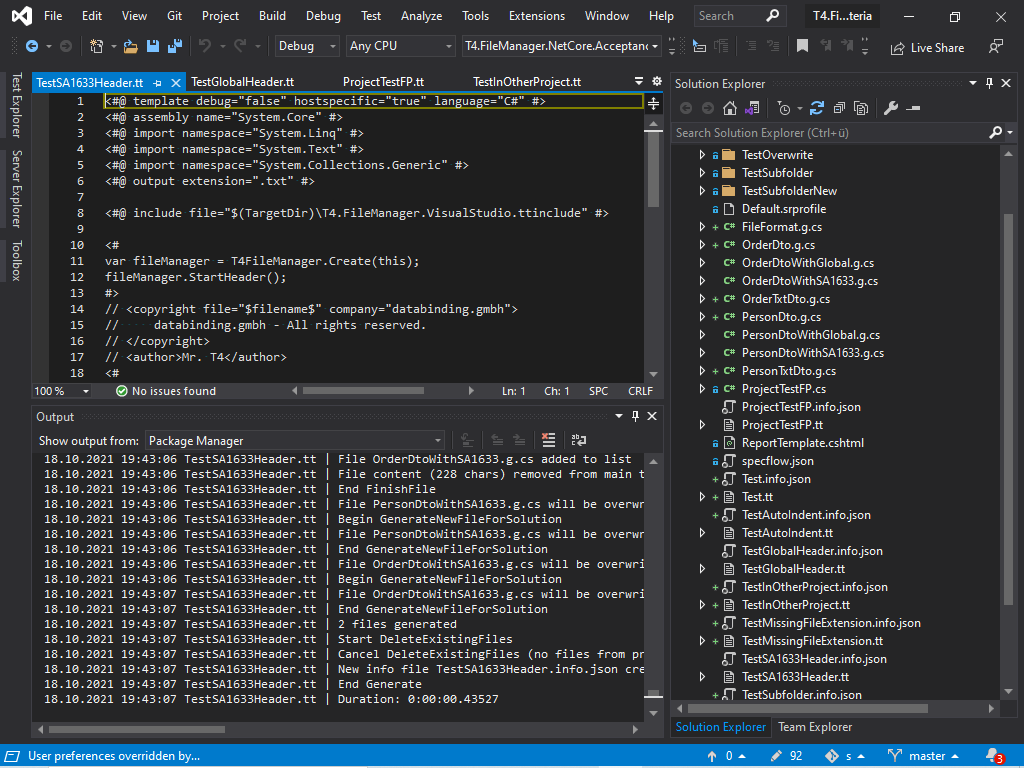 File Edit View Git Project Build Debug Test Analyze Tools Extensions Window Help Search T4.Fi...teria
Debug Any CPU T4.FileManager.NetCore.Acceptanc Live Share
Test Explorer
Server Explorer
Toolbox
TestSA1633Header.tt TestGlobalHeader.tt ProjectTestFP.tt TestInOtherProject.tt
1 <#@ template debug="false" hostspecific="true" language="C#" #>
2 <#@ assembly name="System.Core" #>
3 <#@ import namespace="System.Linq" #>
4 <#@ import namespace="System.Text" #>
5 <#@ import namespace="System.Collections.Generic" #>
6 <#@ output extension=".txt" #>
7
8 <#@ include file="$(TargetDir)\T4.FileManager.VisualStudio.ttinclude" #>
9
10 <#
11 var fileManager = T4FileManager.Create(this);
12 fileManager.StartHeader();
13 #>
14 // <copyright file="$filename$" company="databinding.gmbh">
15 // databinding.gmbh - All rights reserved.
16 // </copyright>
17 // <author>Mr. T4</author>
18 <#
100 % No issues found Ln: 1 Ch: 1 SPC CRLF
Output
Show output from: Package Manager
18.10.2021 19:43:06 TestSA1633Header.tt | File OrderDtoWithSA1633.g.cs added to list
18.10.2021 19:43:06 TestSA1633Header.tt | File content (228 chars) removed from main t
18.10.2021 19:43:06 TestSA1633Header.tt | End FinishFile
18.10.2021 19:43:06 TestSA1633Header.tt | File PersonDtoWithSA1633.g.cs will be overwr
18.10.2021 19:43:06 TestSA1633Header.tt | Begin GenerateNewFileForSolution
18.10.2021 19:43:06 TestSA1633Header.tt | File PersonDtoWithSA1633.g.cs will be overwr
18.10.2021 19:43:06 TestSA1633Header.tt | End GenerateNewFileForSolution
18.10.2021 19:43:06 TestSA1633Header.tt | File OrderDtoWithSA1633.g.cs will be overwri
18.10.2021 19:43:06 TestSA1633Header.tt | Begin GenerateNewFileForSolution
18.10.2021 19:43:07 TestSA1633Header.tt | File OrderDtoWithSA1633.g.cs will be overwri
18.10.2021 19:43:07 TestSA1633Header.tt | End GenerateNewFileForSolution
18.10.2021 19:43:07 TestSA1633Header.tt | 2 files generated
18.10.2021 19:43:07 TestSA1633Header.tt | Start DeleteExistingFiles
18.10.2021 19:43:07 TestSA1633Header.tt | Cancel DeleteExistingFiles (no files from pr
18.10.2021 19:43:07 TestSA1633Header.tt | New info file TestSA1633Header.info.json cre
18.10.2021 19:43:07 TestSA1633Header.tt | End Generate
18.10.2021 19:43:07 TestSA1633Header.tt | Duration: 0:00:00.43527
Solution Explorer
Search Solution Explorer (Ctrl+ü)
TestOverwrite
TestSubfolder
TestSubfolderNew
Default.srprofile
C# FileFormat.g.cs
C# OrderDto.g.cs
C# OrderDtoWithGlobal.g.cs
C# OrderDtoWithSA1633.g.cs
C# OrderTxtDto.g.cs
C# PersonDto.g.cs
C# PersonDtoWithGlobal.g.cs
C# PersonDtoWithSA1633.g.cs
C# PersonTxtDto.g.cs
C# ProjectTestFP.cs
ProjectTestFP.info.json
ProjectTestFP.tt
ReportTemplate.cshtml
specflow.json
Test.info.json
Test.tt
TestAutoIndent.info.json
TestAutoIndent.tt
TestGlobalHeader.info.json
TestGlobalHeader.tt
TestInOtherProject.info.json
TestInOtherProject.tt
TestMissingFileExtension.info.json
TestMissingFileExtension.tt
TestSA1633Header.info.json
TestSA1633Header.tt
TestSubfolder.info.json
Solution Explorer Team Explorer
User preferences overridden by... 0 92 s master 3